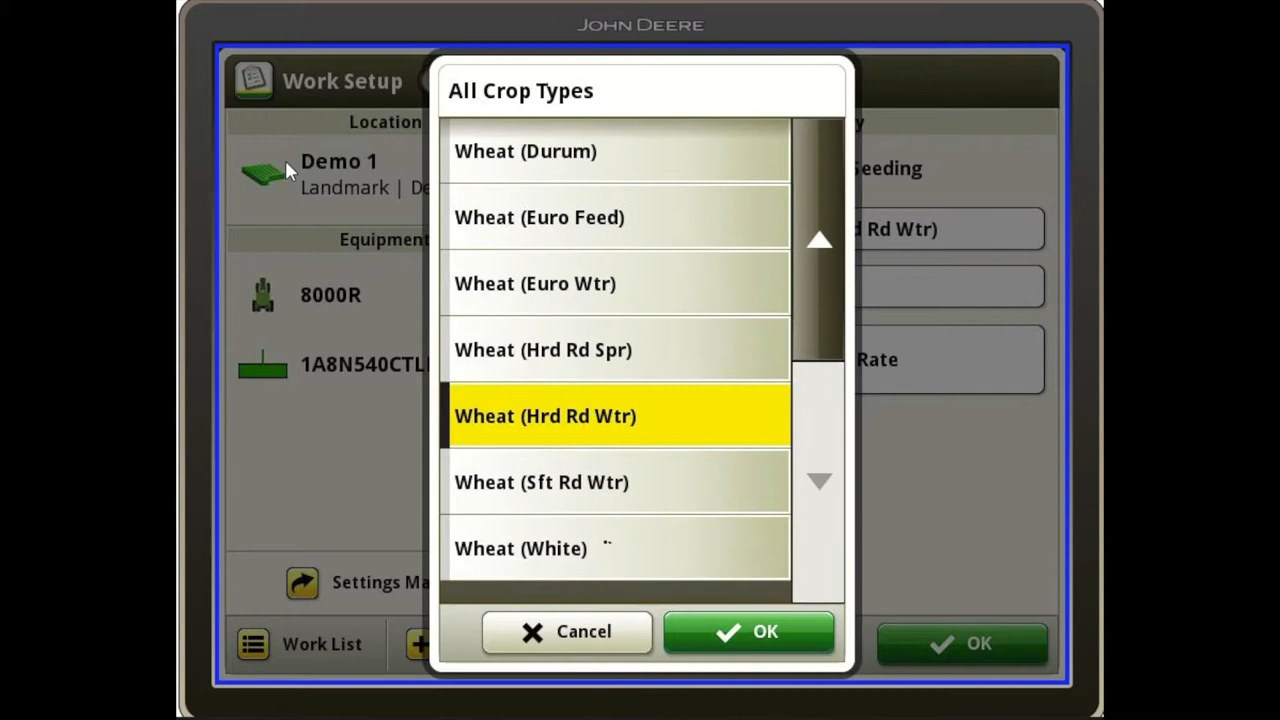 JOHN DEERE
Work Setup
All Crop Types
Location
Demo 1
Landmark | De
Equipment
8000R
1A8N540CTL
Settings Ma
Work List
Wheat (Durum)
Wheat (Euro Feed)
Wheat (Euro Wtr)
Wheat (Hrd Rd Spr)
Wheat (Hrd Rd Wtr)
Wheat (Sft Rd Wtr)
Wheat (White)
Cancel
OK
y
Seeding
d Rd Wtr)
Rate
OK